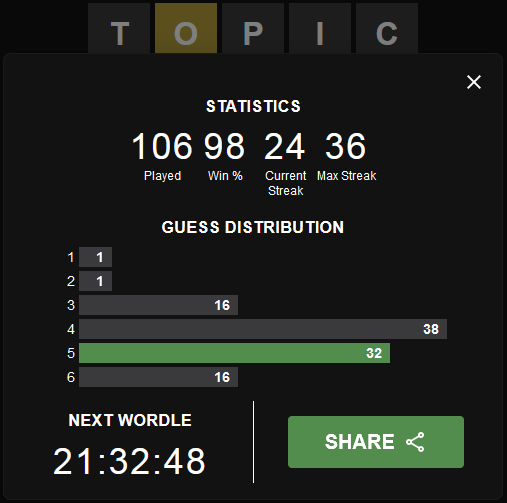 T O P I C
STATISTICS
106 98 24 36
Played Win % Current Streak Max Streak
GUESS DISTRIBUTION
1 1
2 1
3 16
4 38
5 32
6 16
NEXT WORDLE
21:32:48
SHARE